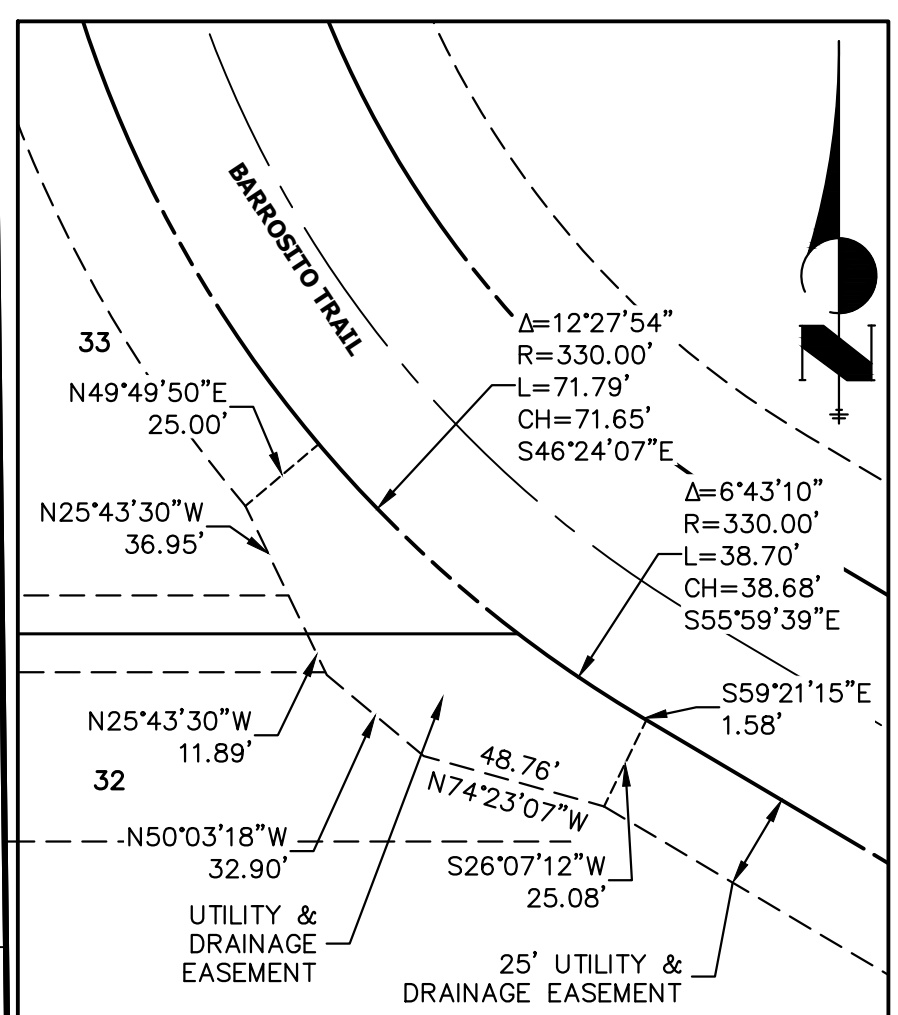 BARROSITO TRAIL
Δ=12°27'54"
R=330.00'
L=71.79'
CH=71.65'
S46°24'07"E
33
N49°49'50"E
25.00'
Δ=6°43'10"
R=330.00'
L=38.70'
CH=38.68'
S55°59'39"E
N25°43'30"W
36.95'
S59°21'15"E
1.58'
N25°43'30"W
11.89'
48.76'
N74°23'07"W
32
N50°03'18"W
32.90'
S26°07'12"W
25.08'
UTILITY &
DRAINAGE
EASEMENT
25' UTILITY &
DRAINAGE EASEMENT
N